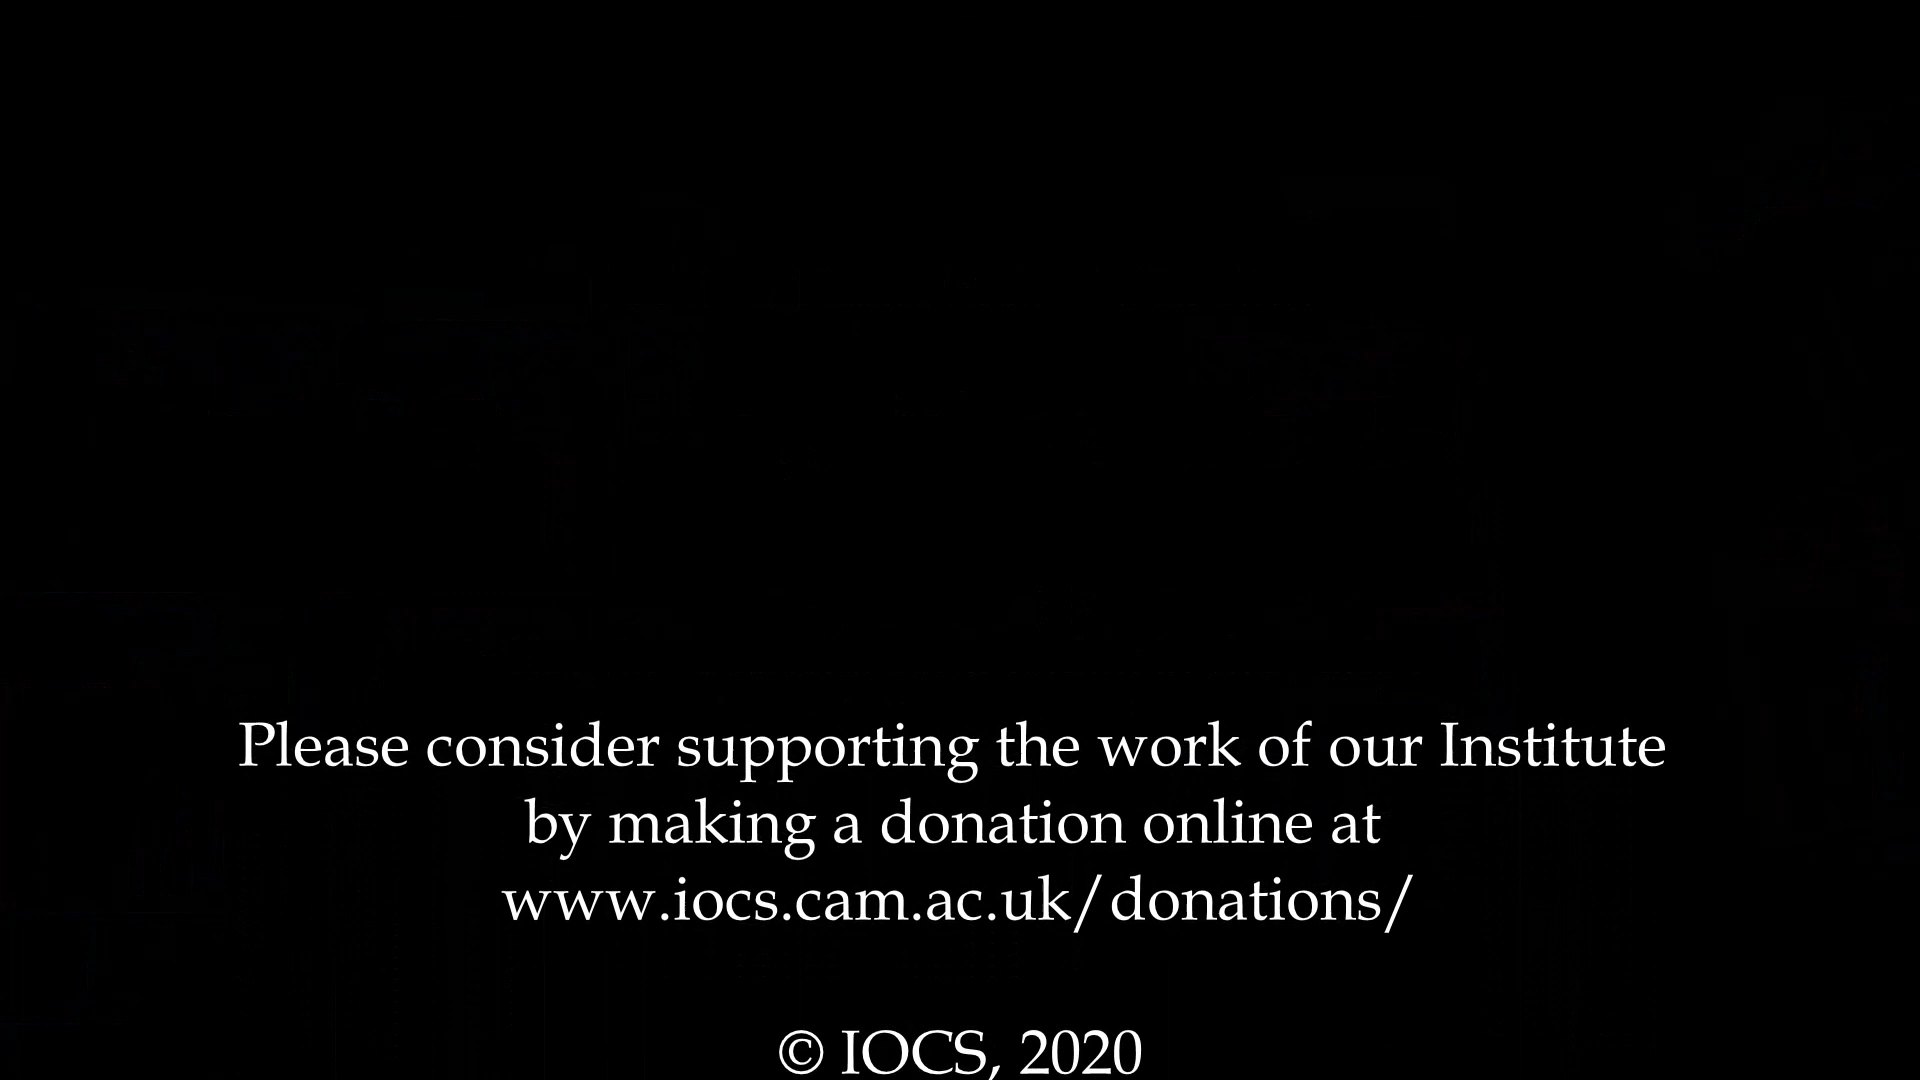 Please consider supporting the work of our Institute
by making a donation online at
www.iocs.cam.ac.uk/donations/
© IOCS, 2020